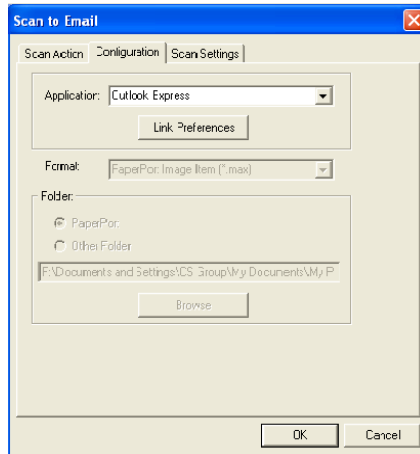 Scan to Email
Scan Action Configuration Scan Settings
Application: Outlook Express
Link Preferences
Format: PaperPort Image Item (*.max)
Folder:
PaperPort
Other Folder
F:\Documents and Settings\CS Group\My Documents\My P
Browse
OK Cancel